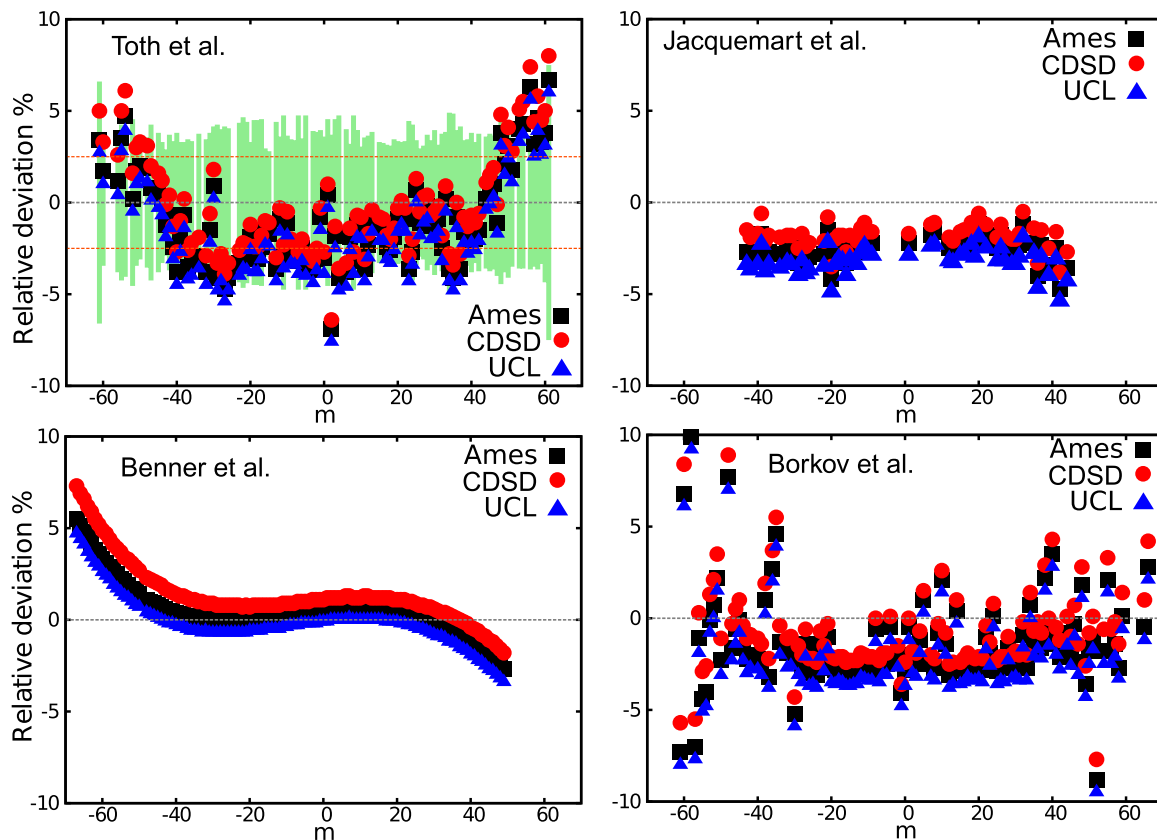 Toth et al.
Relative deviation %
10
5
0
-5
-10
Ames
CDSD
UCL
-60 -40 -20 0 20 40 60
m
Jacquemart et al.
Ames
CDSD
UCL
10
5
0
-5
-10
-60 -40 -20 0 20 40 60
m
Benner et al.
Ames
CDSD
UCL
Relative deviation %
10
5
0
-5
-10
-60 -40 -20 0 20 40 60
m
Borkov et al.
Ames
CDSD
UCL
10
5
0
-5
-10
-60 -40 -20 0 20 40 60
m